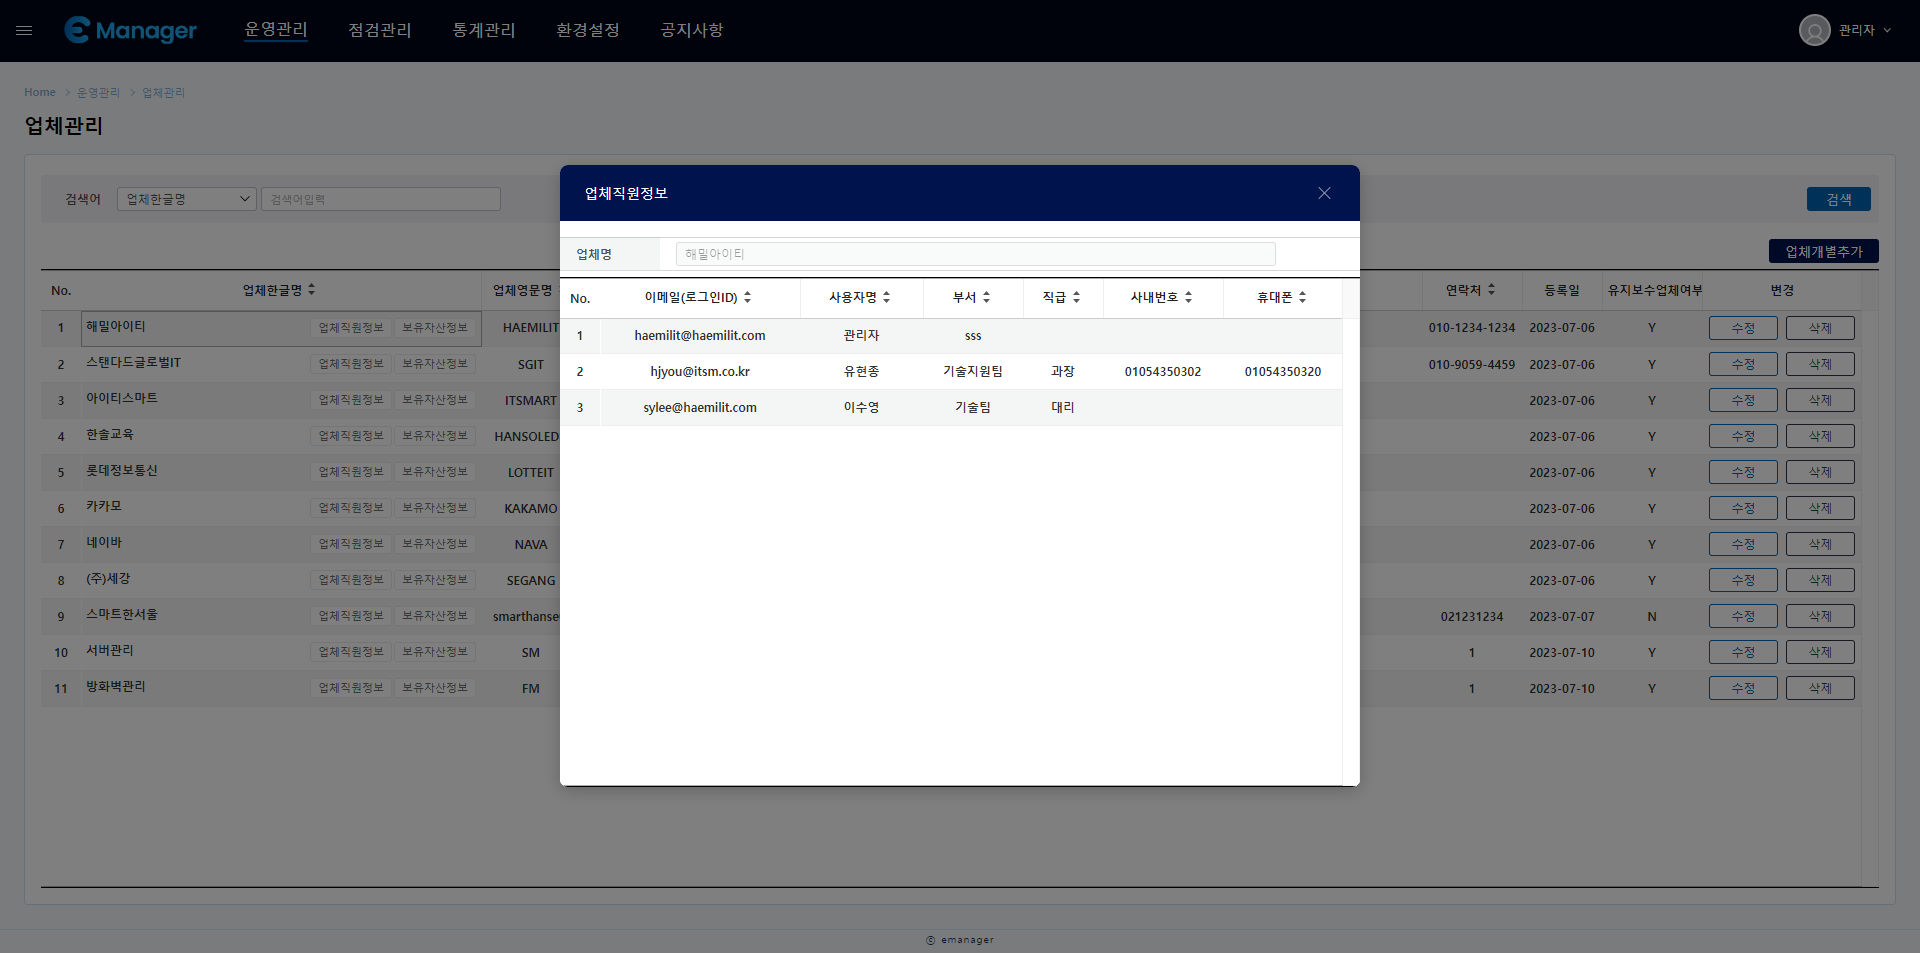 Manager 운영관리 점검관리 통계관리 환경설정 공지사항 관리자
Home > 운영관리 > 업체관리
업체관리
검색어 업체한글명 검색어입력 검색
업체개별추가
No. 업체한글명 업체영문명 연락처 등록일 유지보수업체여부 변경
1 해밀아이티 업체직원정보 보유자산정보 HAEMILIT 010-1234-1234 2023-07-06 Y 수정 삭제
2 스탠다드글로벌IT 업체직원정보 보유자산정보 SGIT 010-9059-4459 2023-07-06 Y 수정 삭제
3 아이티스마트 업체직원정보 보유자산정보 ITSMART 2023-07-06 Y 수정 삭제
4 한솔교육 업체직원정보 보유자산정보 HANSOLED 2023-07-06 Y 수정 삭제
5 롯데정보통신 업체직원정보 보유자산정보 LOTTEIT 2023-07-06 Y 수정 삭제
6 카카모 업체직원정보 보유자산정보 KAKAMO 2023-07-06 Y 수정 삭제
7 네이바 업체직원정보 보유자산정보 NAVA 2023-07-06 Y 수정 삭제
8 (주)세강 업체직원정보 보유자산정보 SEGANG 2023-07-06 Y 수정 삭제
9 스마트한서울 업체직원정보 보유자산정보 smarthanse 021231234 2023-07-07 N 수정 삭제
10 서버관리 업체직원정보 보유자산정보 SM 1 2023-07-10 Y 수정 삭제
11 방화벽관리 업체직원정보 보유자산정보 FM 1 2023-07-10 Y 수정 삭제
업체직원정보
업체명 해밀아이티
No. 이메일(로그인ID) 사용자명 부서 직급 사내번호 휴대폰
1 haemilit@haemilit.com 관리자 sss
2 hjyou@itsm.co.kr 유현종 기술지원팀 과장 01054350302 01054350320
3 sylee@haemilit.com 이수영 기술팀 대리
ⓒ emanager